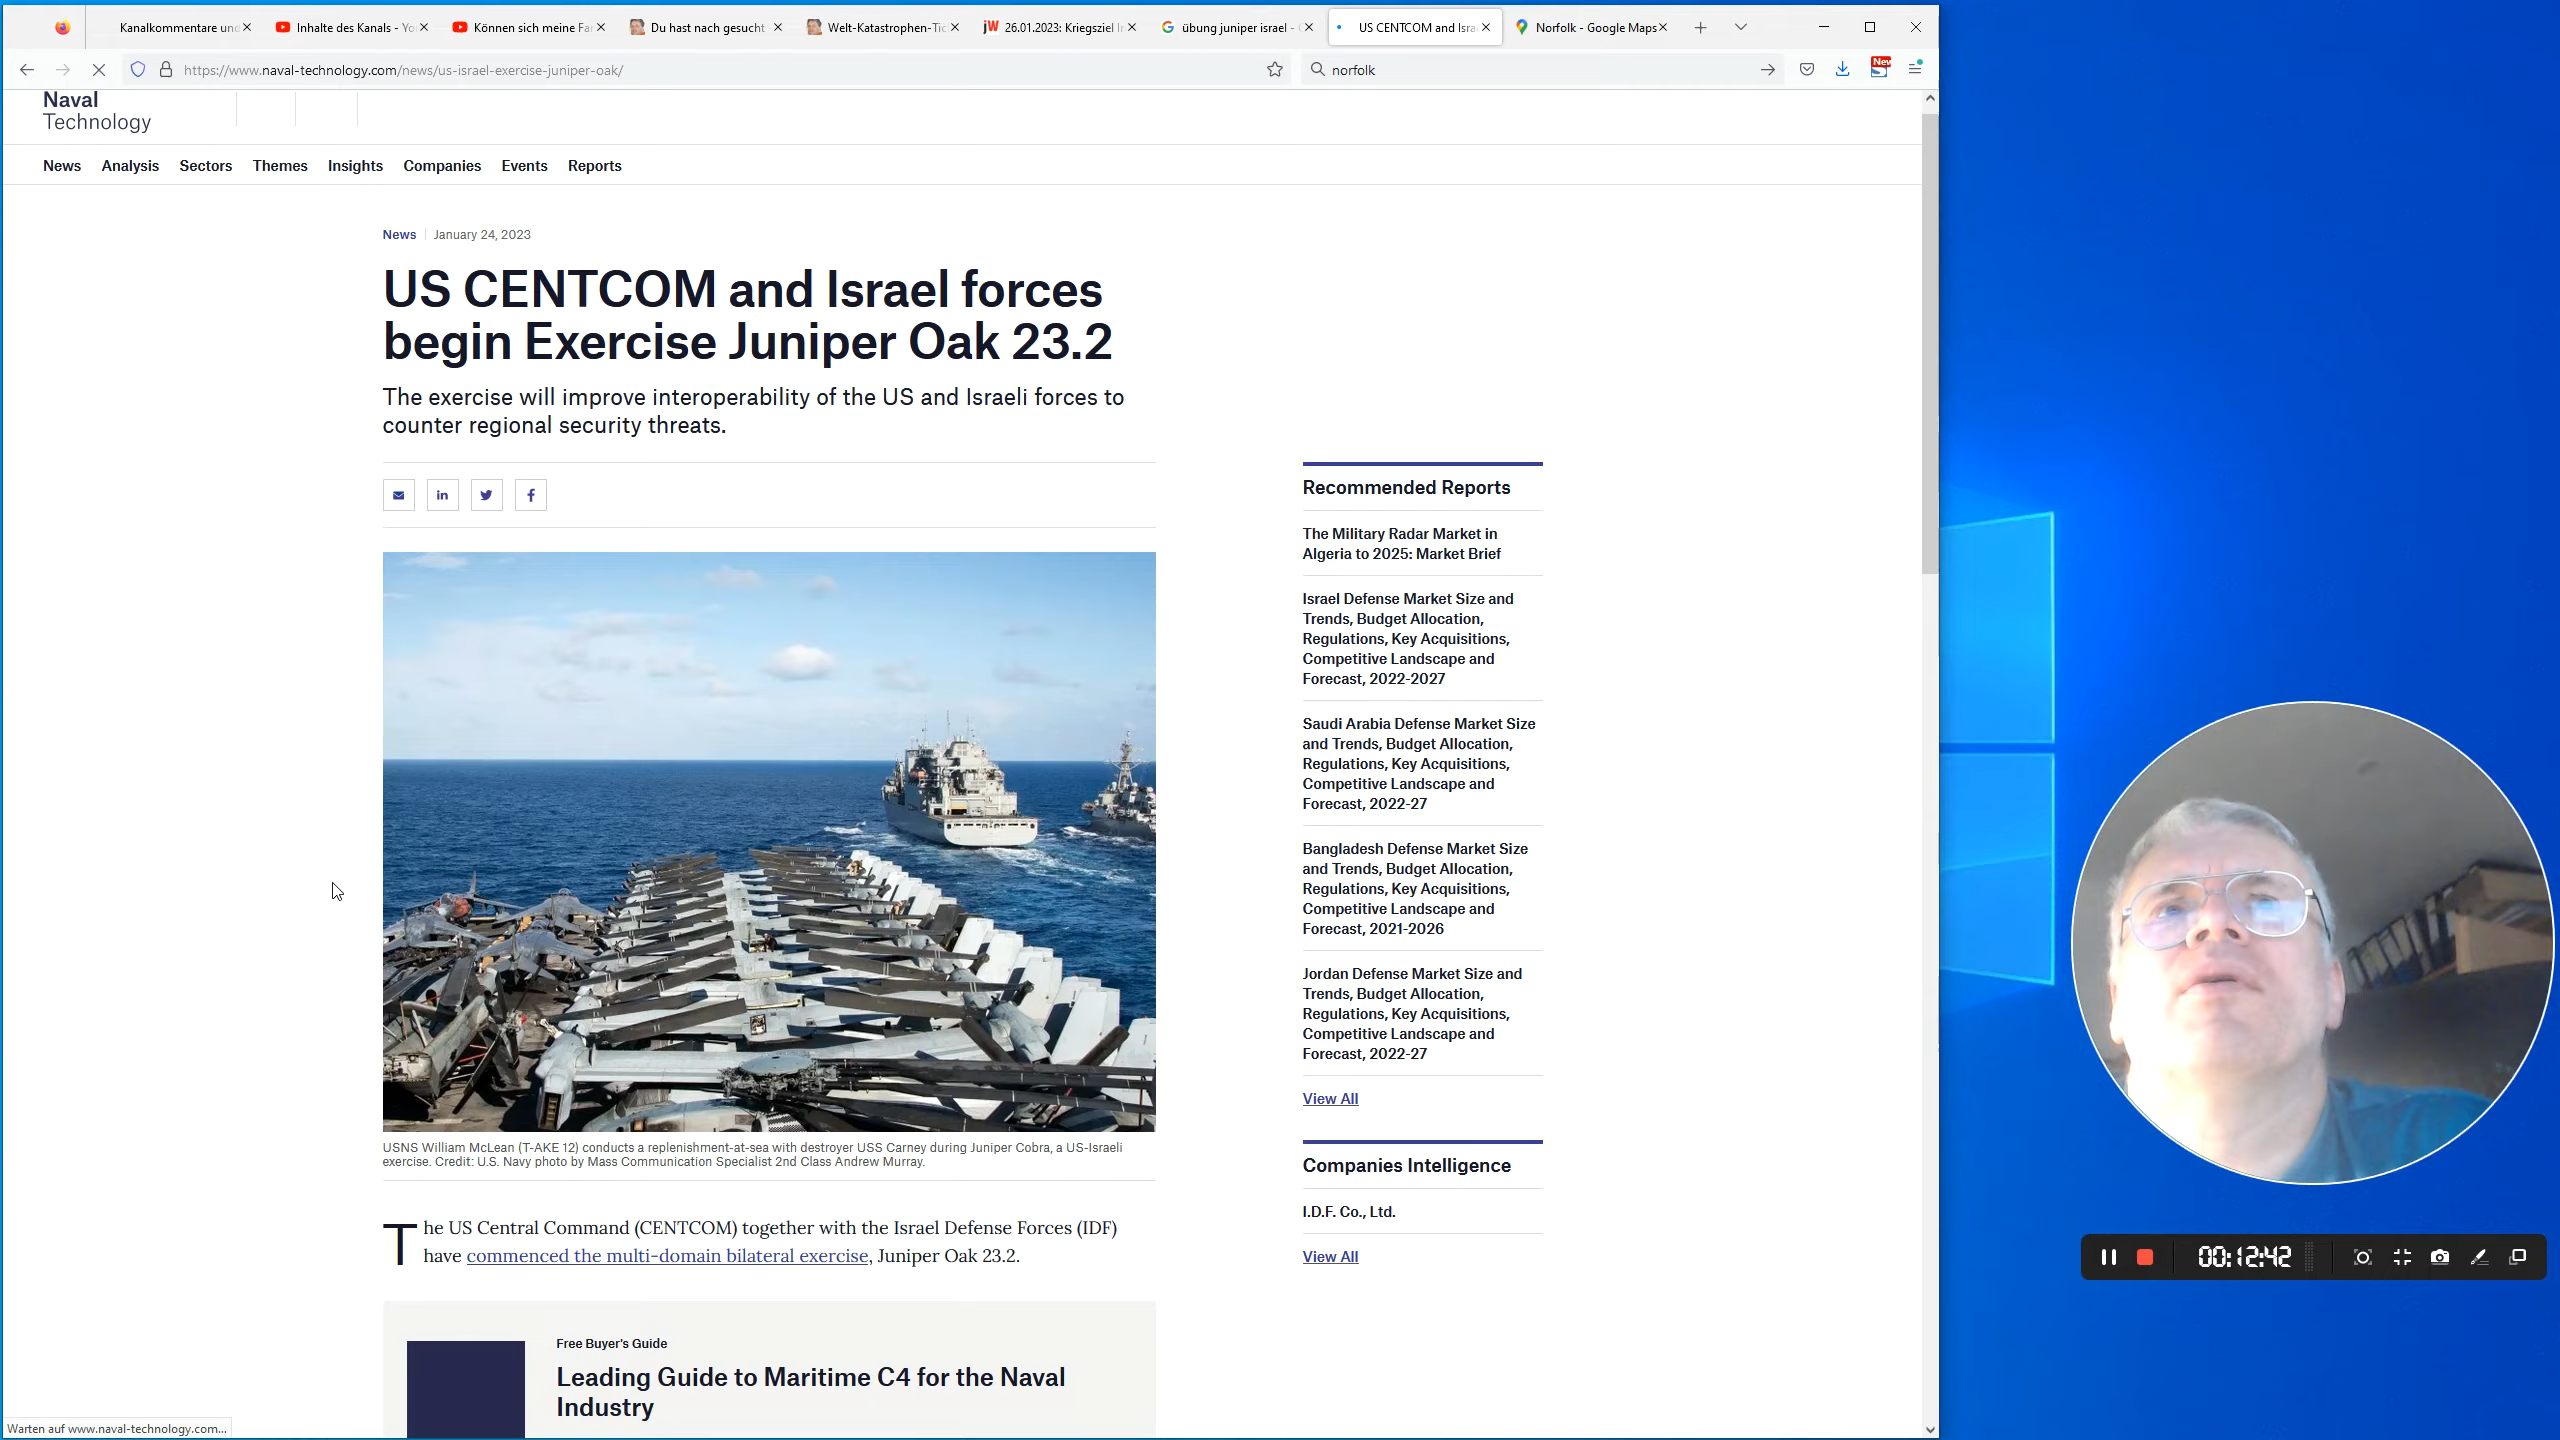 Kanalkommentare und
Inhalte des Kanals - Yo
Können sich meine Fa
Du hast nach gesucht
Welt-Katastrophen-Tic
jW 26.01.2023: Kriegsziel Ir
übung juniper israel -
US CENTCOM and Isra
Norfolk - Google Maps
https://www.naval-technology.com/news/us-israel-exercise-juniper-oak/
norfolk
New
Naval
Technology
News Analysis Sectors Themes Insights Companies Events Reports
News January 24, 2023
US CENTCOM and Israel forces
begin Exercise Juniper Oak 23.2
The exercise will improve interoperability of the US and Israeli forces to
counter regional security threats.
USNS William McLean (T-AKE 12) conducts a replenishment-at-sea with destroyer USS Carney during Juniper Cobra, a US-Israeli
exercise. Credit: U.S. Navy photo by Mass Communication Specialist 2nd Class Andrew Murray.
The US Central Command (CENTCOM) together with the Israel Defense Forces (IDF)
have commenced the multi-domain bilateral exercise, Juniper Oak 23.2.
Free Buyer's Guide
Leading Guide to Maritime C4 for the Naval
Industry
Recommended Reports
The Military Radar Market in
Algeria to 2025: Market Brief
Israel Defense Market Size and
Trends, Budget Allocation,
Regulations, Key Acquisitions,
Competitive Landscape and
Forecast, 2022-2027
Saudi Arabia Defense Market Size
and Trends, Budget Allocation,
Regulations, Key Acquisitions,
Competitive Landscape and
Forecast, 2022-27
Bangladesh Defense Market Size
and Trends, Budget Allocation,
Regulations, Key Acquisitions,
Competitive Landscape and
Forecast, 2021-2026
Jordan Defense Market Size and
Trends, Budget Allocation,
Regulations, Key Acquisitions,
Competitive Landscape and
Forecast, 2022-27
View All
Companies Intelligence
I.D.F. Co., Ltd.
View All
00:12:42
Warten auf www.naval-technology.com...